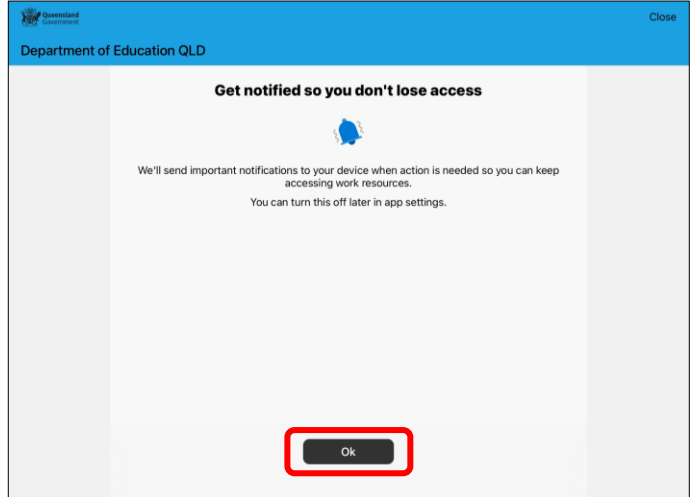 Queensland
Government
Close
Department of Education QLD
Get notified so you don't lose access
We'll send important notifications to your device when action is needed so you can keep
accessing work resources.
You can turn this off later in app settings.
Ok